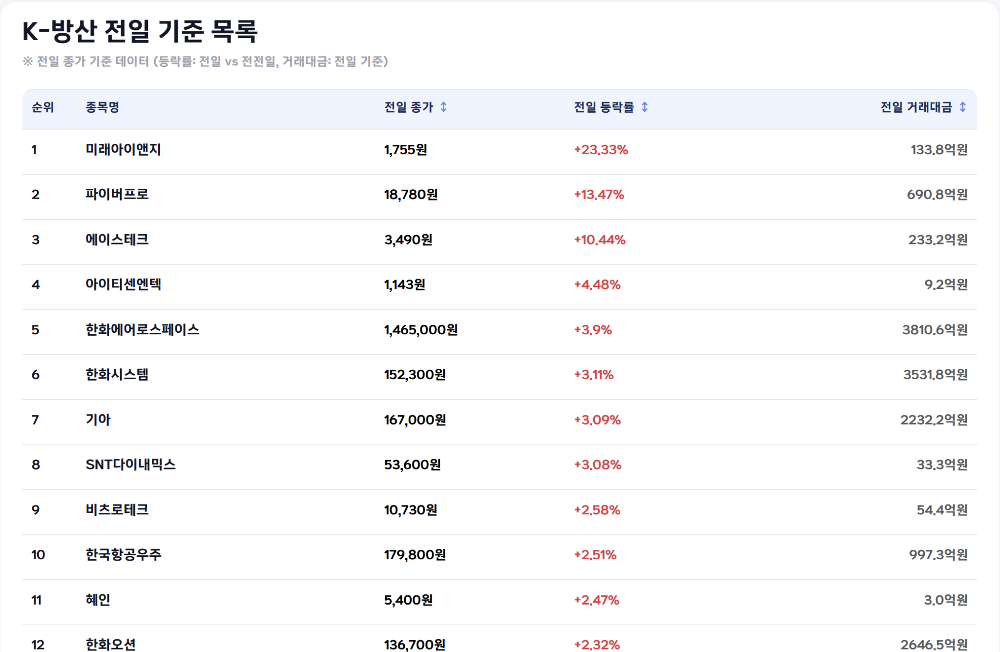 K-방산 전일 기준 목록
※ 전일 종가 기준 데이터 (등락률: 전일 vs 전전일, 거래대금: 전일 기준)
순위 종목명 전일 종가 ↕ 전일 등락률 ↕ 전일 거래대금 ↕
1 미래아이앤지 1,755원 +23.33% 133.8억원
2 파이버프로 18,780원 +13.47% 690.8억원
3 에이스테크 3,490원 +10.44% 233.2억원
4 아이티센엔텍 1,143원 +4.48% 9.2억원
5 한화에어로스페이스 1,465,000원 +3.9% 3810.6억원
6 한화시스템 152,300원 +3.11% 3531.8억원
7 기아 167,000원 +3.09% 2232.2억원
8 SNT다이내믹스 53,600원 +3.08% 33.3억원
9 비츠로테크 10,730원 +2.58% 54.4억원
10 한국항공우주 179,800원 +2.51% 997.3억원
11 혜인 5,400원 +2.47% 3.0억원
12 한화오션 136,700원 +2.32% 2646.5억원